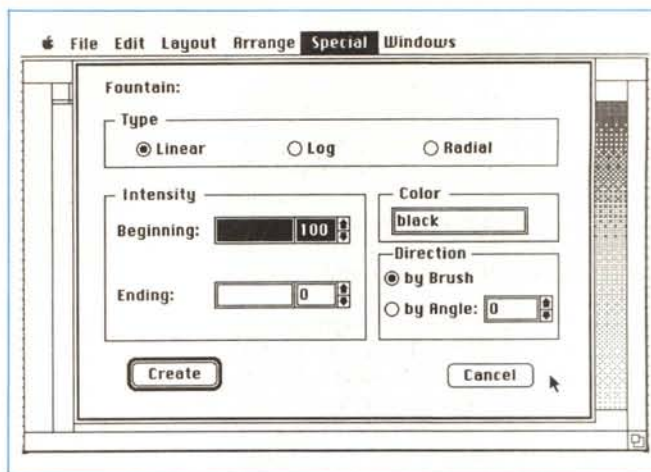 File Edit Layout Arrange Special Windows
Fountain:
Type
Linear Log Radial
Intensity
Beginning: 100
Ending: 0
Color
black
Direction
by Brush
by Angle: 0
Create Cancel